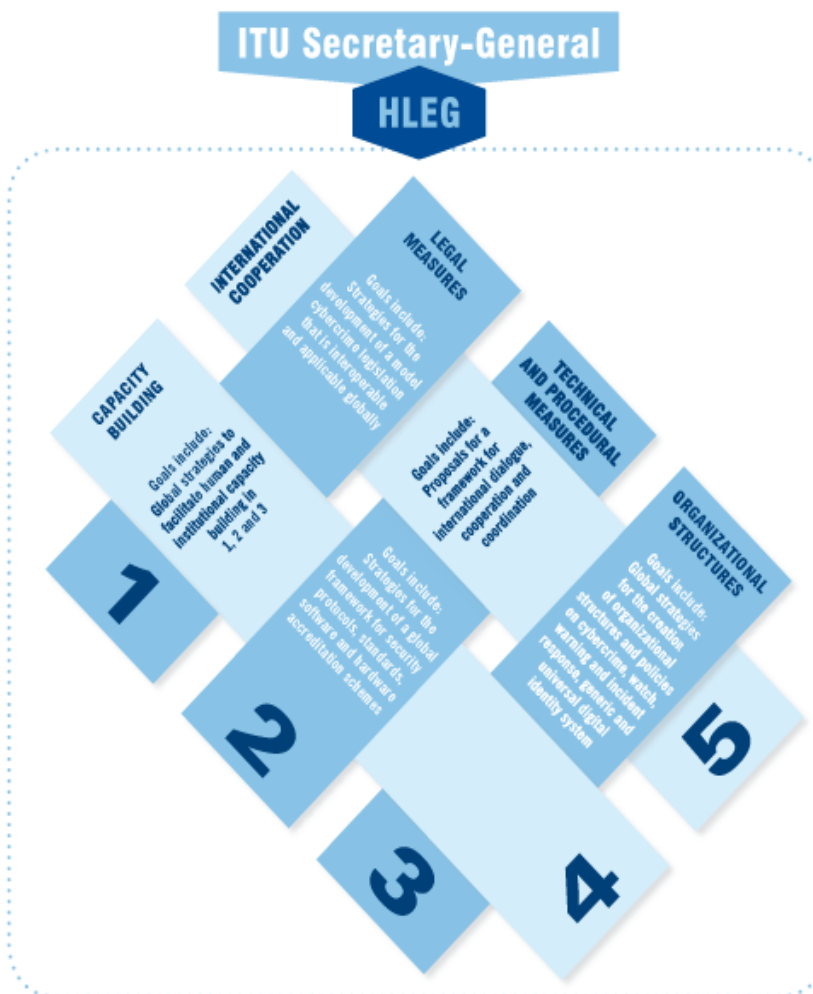 ITU Secretary-General
HLEG
INTERNATIONAL
COOPERATION
LEGAL
MEASURES
Goals include:
Strategies for the
development of a model
cybercrime legislation
that is interoperable
and applicable globally
CAPACITY
BUILDING
Goals include:
Global strategies to
facilitate human and
institutional capacity
building in
1, 2 and 3
TECHNICAL
AND PROCEDURAL
MEASURES
Goals include:
Proposals for a
framework for
international dialogue,
cooperation and
coordination
ORGANIZATIONAL
STRUCTURES
Goals include:
Global strategies
for the creation
of organizational
structures and policies
on cybercrime, watch,
warning and incident
response, generic and
universal digital
identity system
1
Goals include:
Strategies for the
development of a global
framework for security
protocols, standards,
software and hardware
accreditation schemes
2
5
3
4